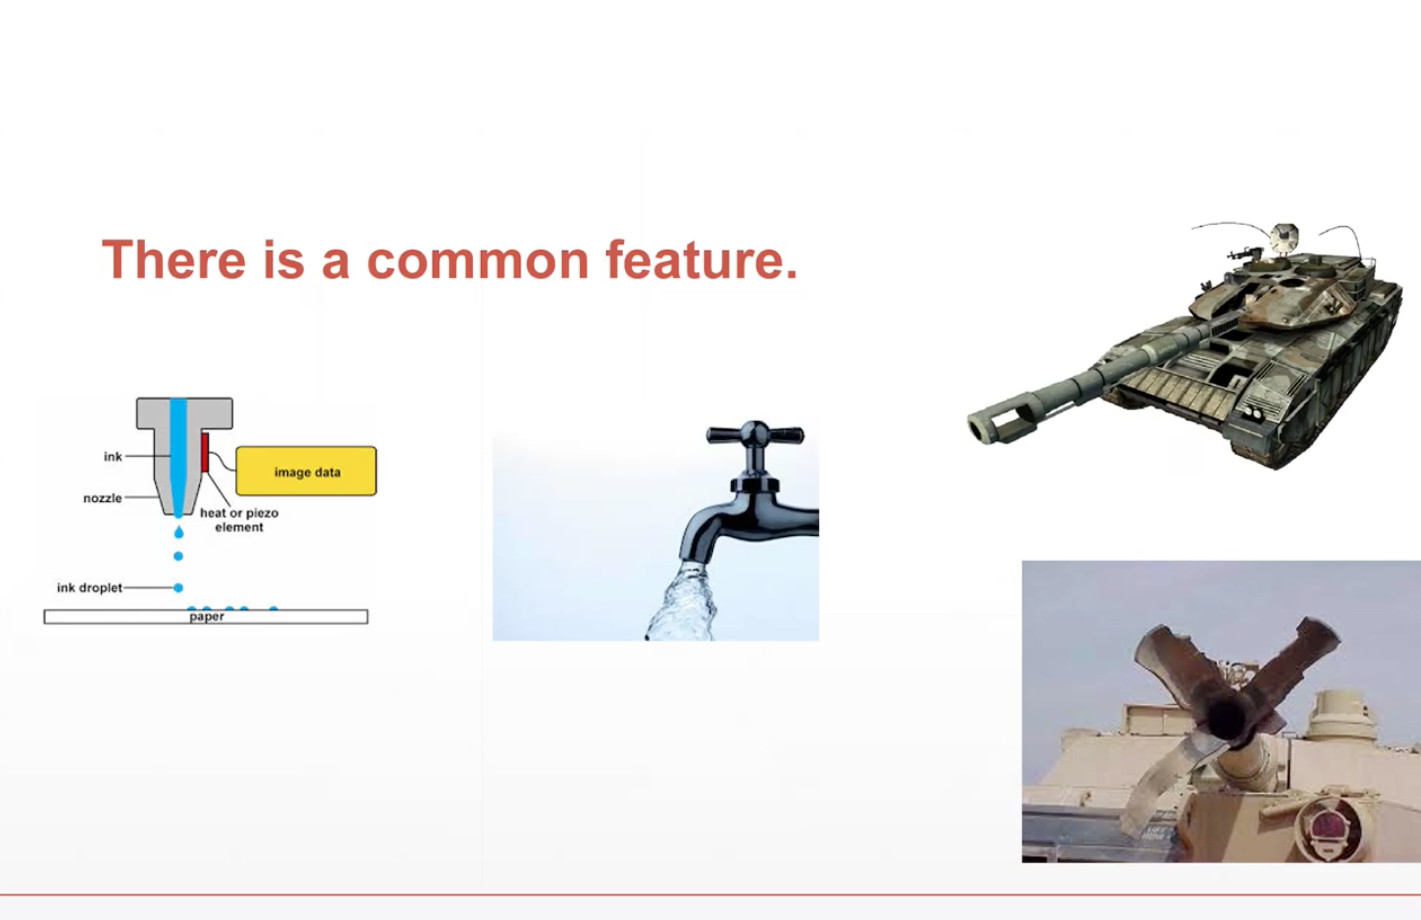 There is a common feature.
ink
image data
nozzle
heat or piezo
element
ink droplet
paper